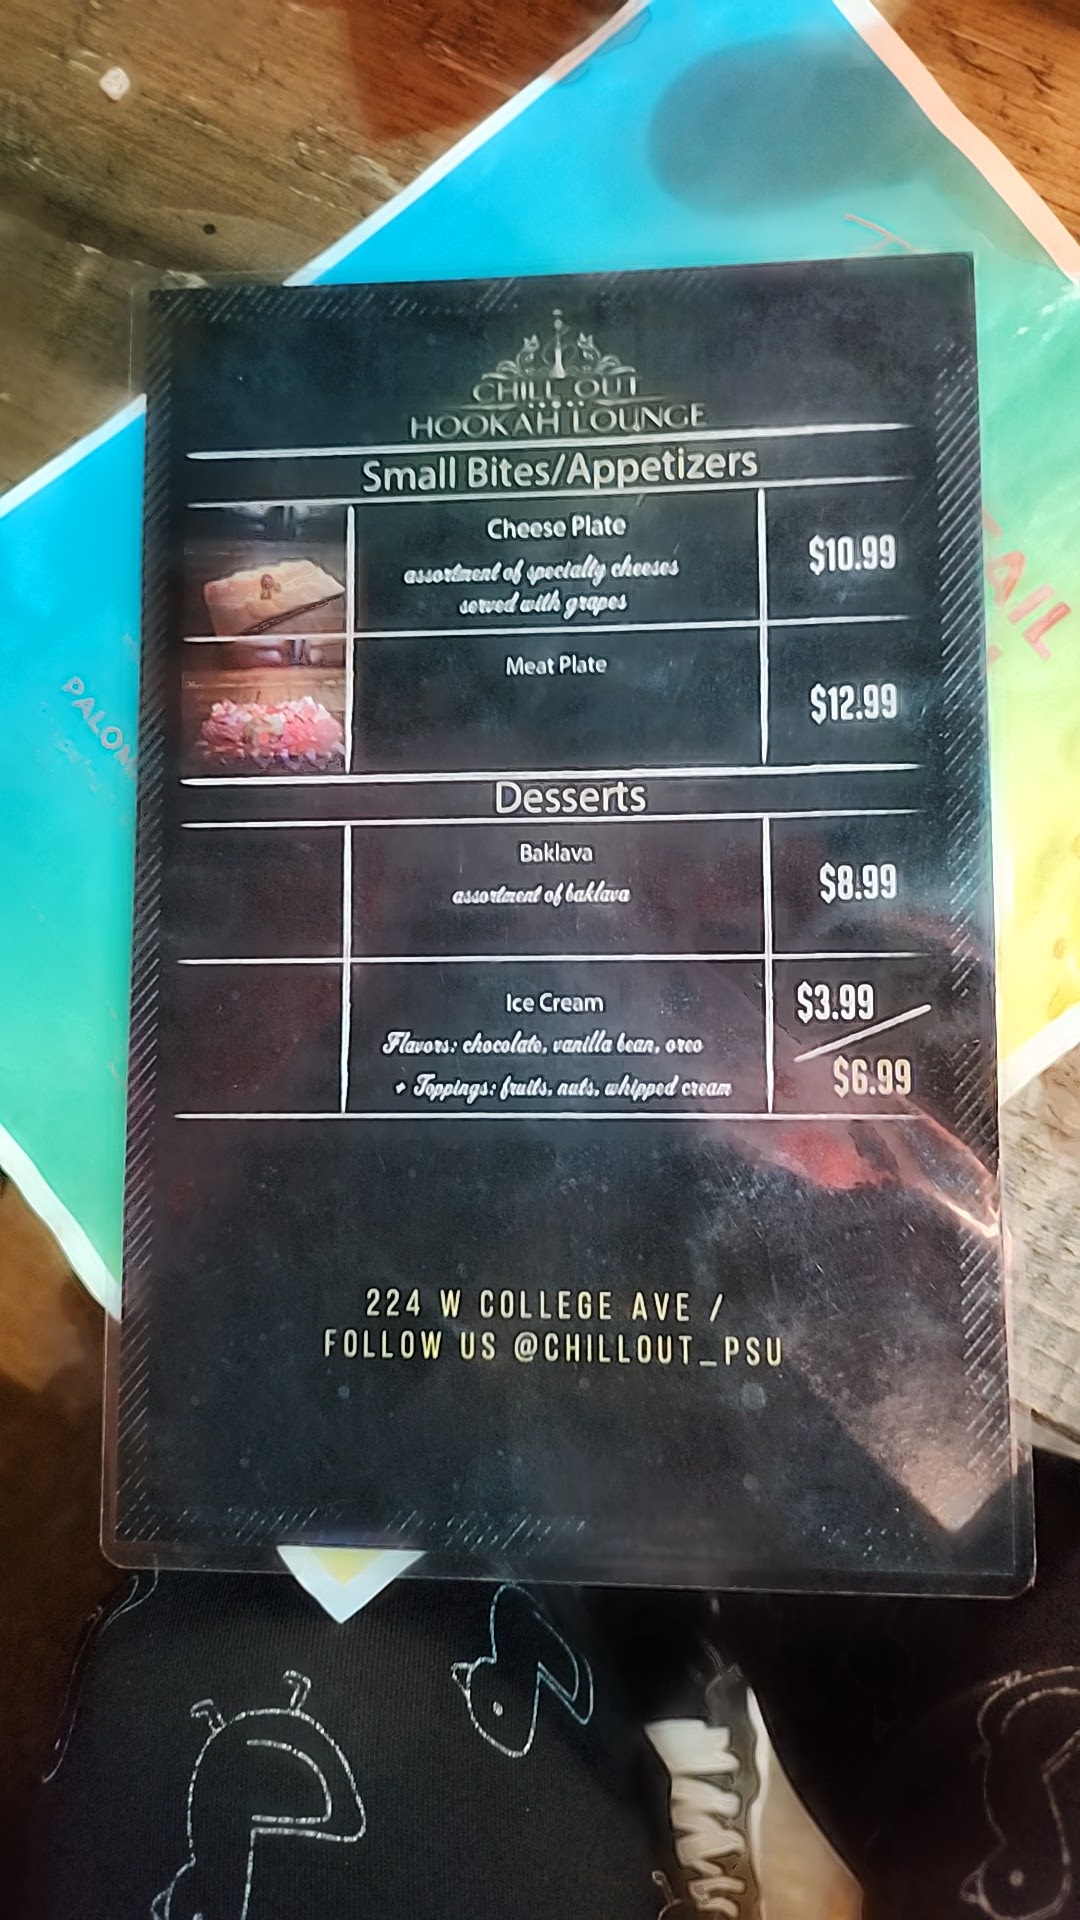 CHILL OUT
HOOKAH LOUNGE
Small Bites/Appetizers
Cheese Plate
assortment of specialty cheeses
served with grapes
$10.99
Meat Plate
$12.99
Desserts
Baklava
assortment of baklava
$8.99
Ice Cream
Flavors: chocolate, vanilla bean, oreo
+ Toppings: fruits, nuts, whipped cream
$3.99
$6.99
224 W COLLEGE AVE /
FOLLOW US @CHILLOUT_PSU